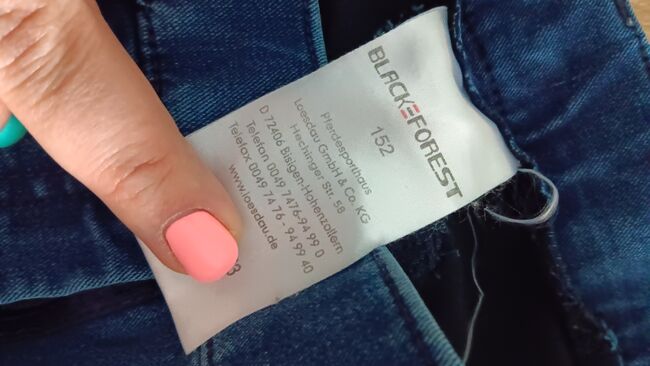 BLACK FOREST
152
Pferdesporthaus
Loesdau GmbH & Co. KG
Hechinger Str. 58
D 72406 Bisigen-Hohenzollern
Telefon 0049 7476-94 99 0
Telefax 0049 74 76 - 94 99 40
www.loesdau.de